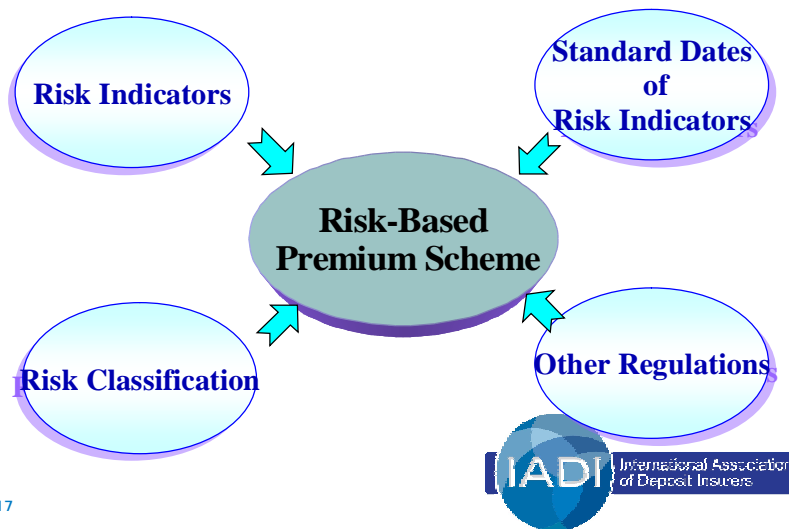 Risk Indicators
Standard Dates
of
Risk Indicators
Risk-Based
Premium Scheme
Risk Classification
Other Regulations
IADI
International Association
of Deposit Insurers
17